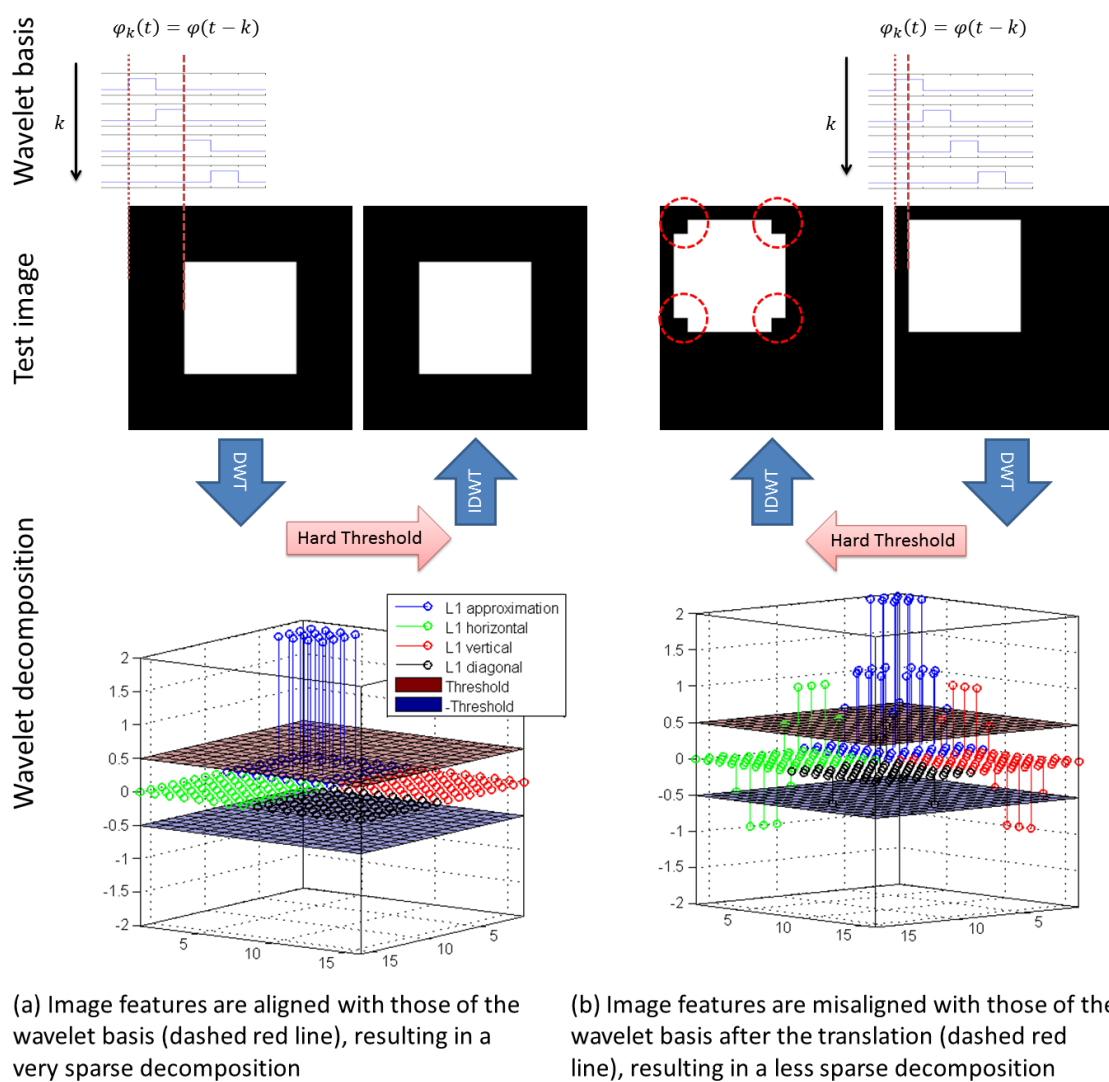 Wavelet basis
φₖ(t) = φ(t − k)
k
φₖ(t) = φ(t − k)
k
Test image
DWT
IDWT
IDWT
DWT
Hard Threshold
Hard Threshold
Wavelet decomposition
L1 approximation
L1 horizontal
L1 vertical
L1 diagonal
Threshold
-Threshold
2
1.5
1
0.5
0
-0.5
-1
-1.5
-2
5
10
15
15
10
5
2
1.5
1
0.5
0
-0.5
-1
-1.5
-2
5
10
15
15
10
5
(a) Image features are aligned with those of the
wavelet basis (dashed red line), resulting in a
very sparse decomposition
(b) Image features are misaligned with those of the
wavelet basis after the translation (dashed red
line), resulting in a less sparse decomposition